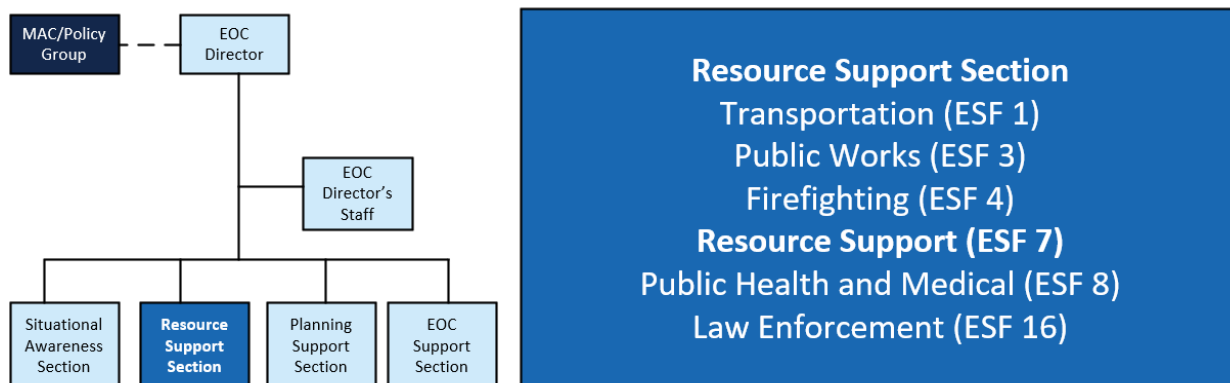 MAC/Policy
Group
EOC
Director
EOC
Director's
Staff
Situational
Awareness
Section
Resource
Support
Section
Planning
Support
Section
EOC
Support
Section
Resource Support Section
Transportation (ESF 1)
Public Works (ESF 3)
Firefighting (ESF 4)
Resource Support (ESF 7)
Public Health and Medical (ESF 8)
Law Enforcement (ESF 16)